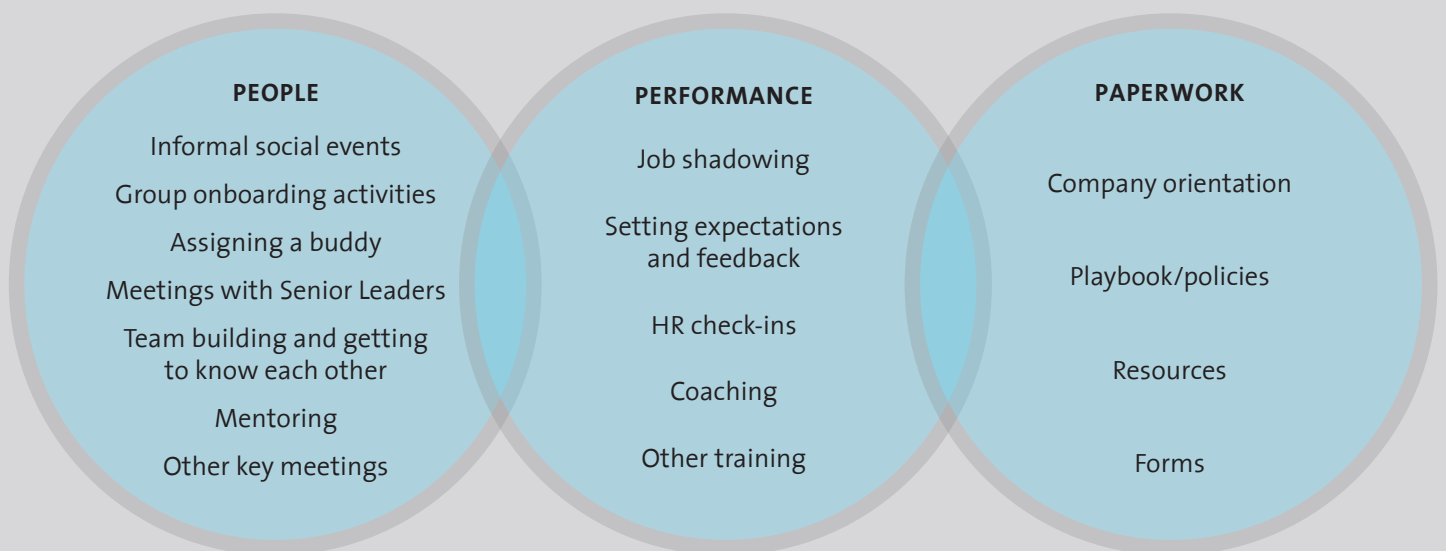 PEOPLE
Informal social events
Group onboarding activities
Assigning a buddy
Meetings with Senior Leaders
Team building and getting
to know each other
Mentoring
Other key meetings
PERFORMANCE
Job shadowing
Setting expectations
and feedback
HR check-ins
Coaching
Other training
PAPERWORK
Company orientation
Playbook/policies
Resources
Forms